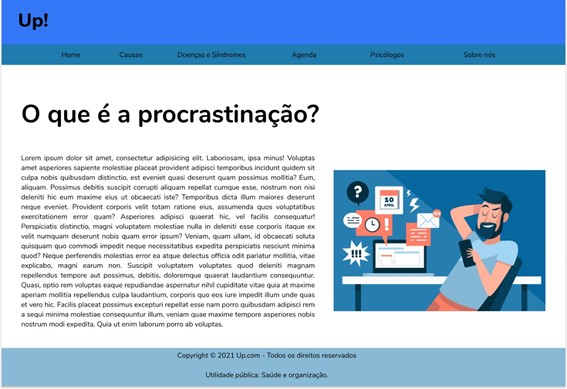 Up!
Home Causas Doenças e Síndromes Agenda Psicólogos Sobre nós
O que é a procrastinação?
Lorem ipsum dolor sit amet, consectetur adipisicing elit. Laboriosam, ipsa minus! Voluptas
amet asperiores sapiente molestiae placeat provident adipisci temporibus incidunt quidem sit
culpa nobis quibusdam distinctio, est eveniet quasi deserunt quam possimus mollitia? Eum,
aliquam. Possimus debitis suscipit corrupti aliquam repellat cumque esse, nostrum non nisi
deleniti hic eum maxime eius ut obcaecati iste? Temporibus dicta illum maiores deserunt
neque eveniet. Provident corporis velit totam ratione eius, assumenda quos voluptatibus
exercitationem error quam? Asperiores adipisci quaerat hic, vel facilis consequatur!
Perspiciatis distinctio, magni voluptatem molestiae nulla in deleniti esse corporis itaque ex
velit numquam deserunt nobis quam error ipsum? Veniam, quam ullam, id obcaecati soluta
quisquam quo commodi impedit neque necessitatibus expedita perspiciatis nesciunt minima
quod? Neque perferendis molestias error ea atque delectus officia odit pariatur mollitia, vitae
explicabo, magni earum non. Suscipit voluptatem voluptates quod deleniti magnam
repellendus tempore aut possimus, debitis, doloremque quaerat laudantium consequuntur.
Quasi, optio rem voluptas eaque repudiandae aspernatur nihil cupiditate vitae quia at maxime
aperiam mollitia repellendus culpa laudantium, corporis quo eos iure impedit illum unde quas
et vero hic. Facilis placeat possimus excepturi repellat esse nam porro quibusdam adipisci rem
a sequi minima molestiae consequuntur illum, veniam quae maxime tempore asperiores nobis
nostrum modi expedita. Quia ut enim laborum porro ab voluptas.
?
10
APRIL
!
!!!
Copyright © 2021 Up.com - Todos os direitos reservados
Utilidade pública: Saúde e organização.